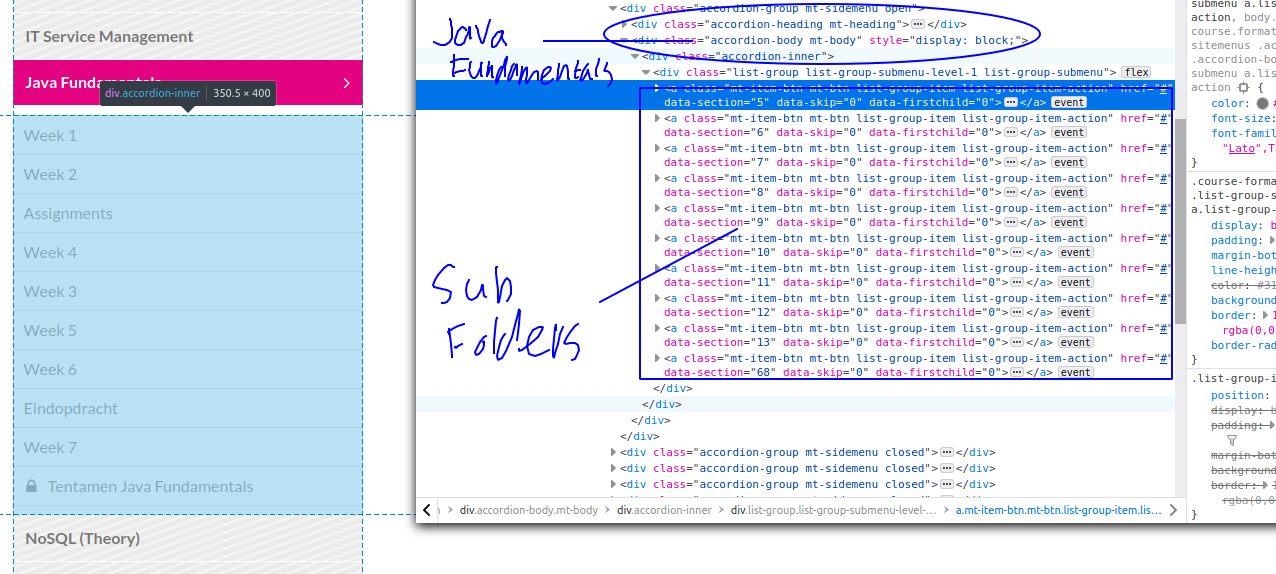 IT Service Management
Java Fundamentals
div.accordion-inner | 350.5 × 400
Week 1
Week 2
Assignments
Week 4
Week 3
Week 5
Week 6
Eindopdracht
Week 7
Tentamen Java Fundamentals
NoSQL (Theory)
Java
Fundamentals
Sub
Folders
<div class="accordion-group mt-sidemenu open">
<div class="accordion-heading mt-heading"></div>
<div class="accordion-body mt-body" style="display: block;">
<div class="accordion-inner">
<div class="list-group list-group-submenu-level-1 list-group-submenu"> flex
<a class="mt-item-btn mt-btn list-group-item list-group-item-action" href="#"
data-section="5" data-skip="0" data-firstchild="0"></a> event
<a class="mt-item-btn mt-btn list-group-item list-group-item-action" href="#"
data-section="6" data-skip="0" data-firstchild="0"></a> event
<a class="mt-item-btn mt-btn list-group-item list-group-item-action" href="#"
data-section="7" data-skip="0" data-firstchild="0"></a> event
<a class="mt-item-btn mt-btn list-group-item list-group-item-action" href="#"
data-section="8" data-skip="0" data-firstchild="0"></a> event
<a class="mt-item-btn mt-btn list-group-item list-group-item-action" href="#"
data-section="9" data-skip="0" data-firstchild="0"></a> event
<a class="mt-item-btn mt-btn list-group-item list-group-item-action" href="#"
data-section="10" data-skip="0" data-firstchild="0"></a> event
<a class="mt-item-btn mt-btn list-group-item list-group-item-action" href="#"
data-section="11" data-skip="0" data-firstchild="0"></a> event
<a class="mt-item-btn mt-btn list-group-item list-group-item-action" href="#"
data-section="12" data-skip="0" data-firstchild="0"></a> event
<a class="mt-item-btn mt-btn list-group-item list-group-item-action" href="#"
data-section="13" data-skip="0" data-firstchild="0"></a> event
<a class="mt-item-btn mt-btn list-group-item list-group-item-action" href="#"
data-section="68" data-skip="0" data-firstchild="0"></a> event
</div>
</div>
</div>
</div>
<div class="accordion-group mt-sidemenu closed"></div>
<div class="accordion-group mt-sidemenu closed"></div>
<div class="accordion-group mt-sidemenu closed"></div>
<div class="accordion-group mt-sidemenu closed"></div>
div.accordion-body.mt-body > div.accordion-inner > div.list-group.list-group-submenu-level-… > a.mt-item-btn.mt-btn.list-group-item.lis…
submenu a.lis
action, body.
course.format
sitemenus .ac
.accordion-bo
submenu a.lis
action {
color: #
font-size:
font-famil
"Lato",Ta
}
.course-forma
.list-group-s
a.list-group-
display: b
padding:
margin-bot
line-heigh
color: #31
background
border: 1
rgba(0,0
border-rad
}
.list-group-i
position:
display: b
padding:
margin-bot
background
border: 1
rgba(0,0
}